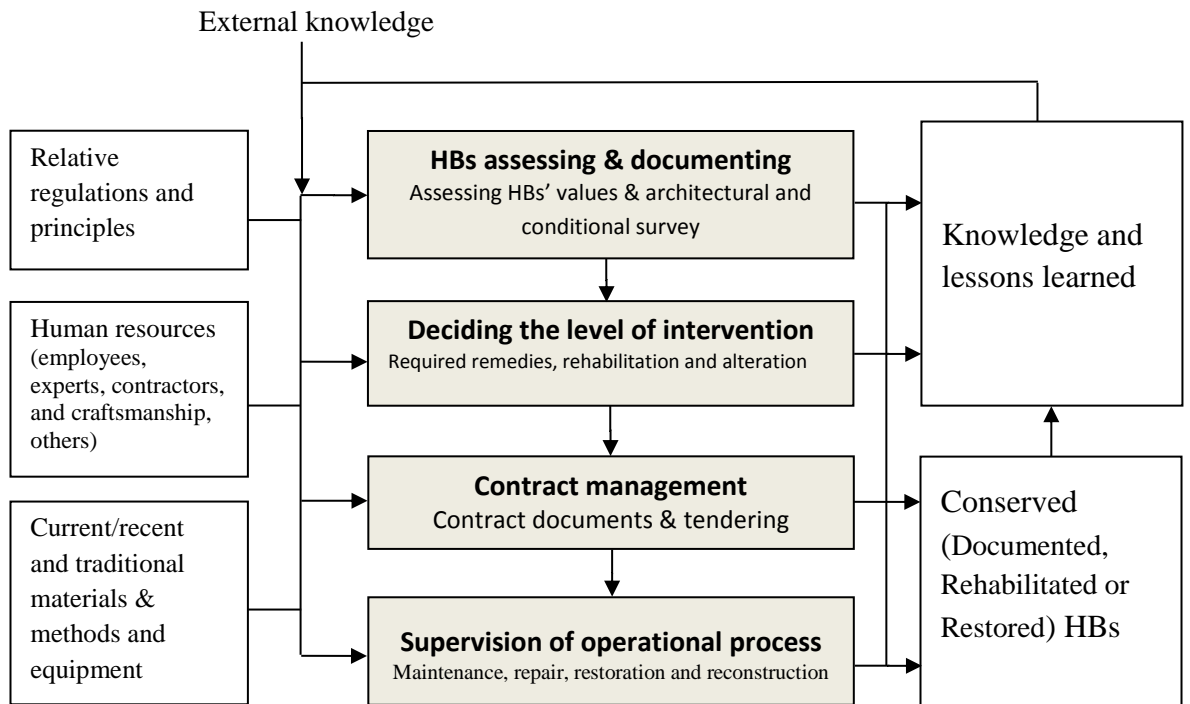 External knowledge
Relative
regulations and
principles
Human resources
(employees,
experts, contractors,
and craftsmanship,
others)
Current/recent
and traditional
materials &
methods and
equipment
HBs assessing & documenting
Assessing HBs’ values & architectural and
conditional survey
Deciding the level of intervention
Required remedies, rehabilitation and alteration
Contract management
Contract documents & tendering
Supervision of operational process
Maintenance, repair, restoration and reconstruction
Knowledge and
lessons learned
Conserved
(Documented,
Rehabilitated or
Restored) HBs